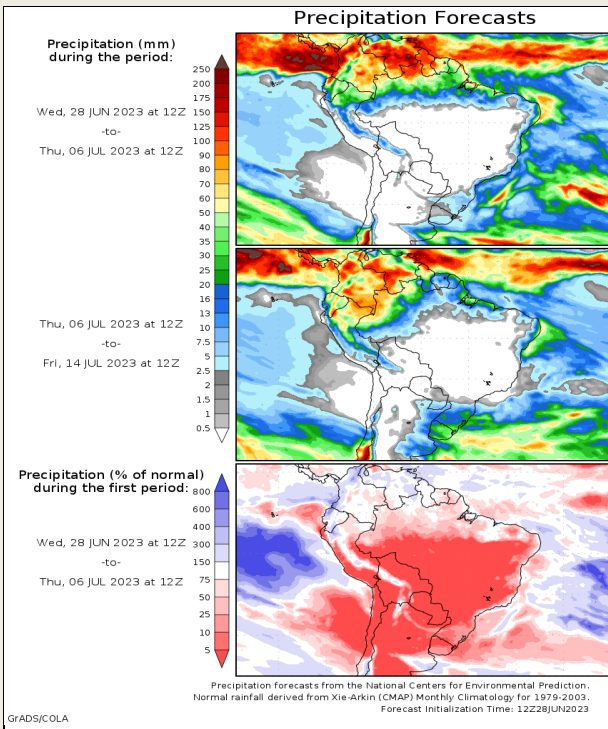 Precipitation Forecasts
Precipitation (mm)
during the period:
Wed, 28 JUN 2023 at 12Z
-to-
Thu, 06 JUL 2023 at 12Z
250
200
175
150
125
100
90
80
70
60
50
40
35
30
25
20
16
13
10
7.5
5
2.5
2
1.5
1
0.5
Thu, 06 JUL 2023 at 12Z
-to-
Fri, 14 JUL 2023 at 12Z
Precipitation (% of normal)
during the first period:
Wed, 28 JUN 2023 at 12Z
-to-
Thu, 06 JUL 2023 at 12Z
800
600
400
300
150
75
50
25
10
5
Precipitation forecasts from the National Centers for Environmental Prediction.
Normal rainfall derived from Xie-Arkin (CMAP) Monthly Climatology for 1979-2003.
Forecast Initialization Time: 12Z28JUN2023
GrADS/COLA